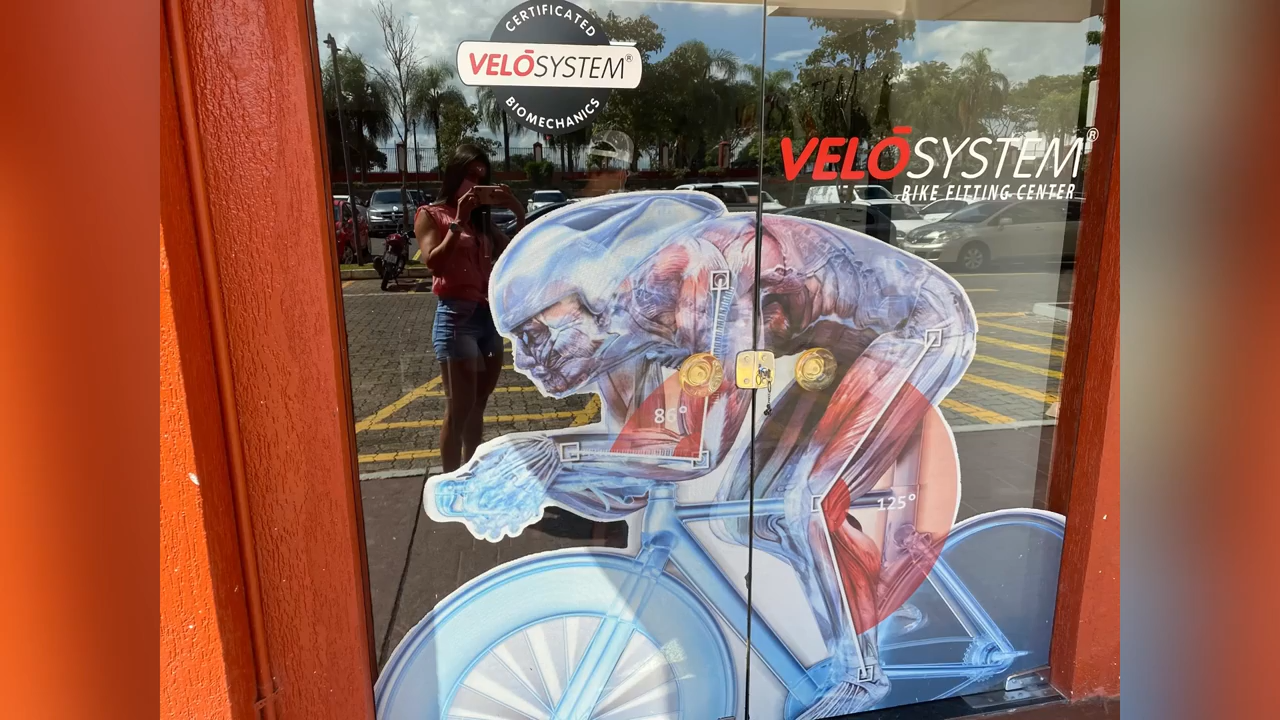 CERTIFICATED
VELŌSYSTEM®
BIOMECHANICS
VELŌSYSTEM®
BIKE FITTING CENTER
86°
125°